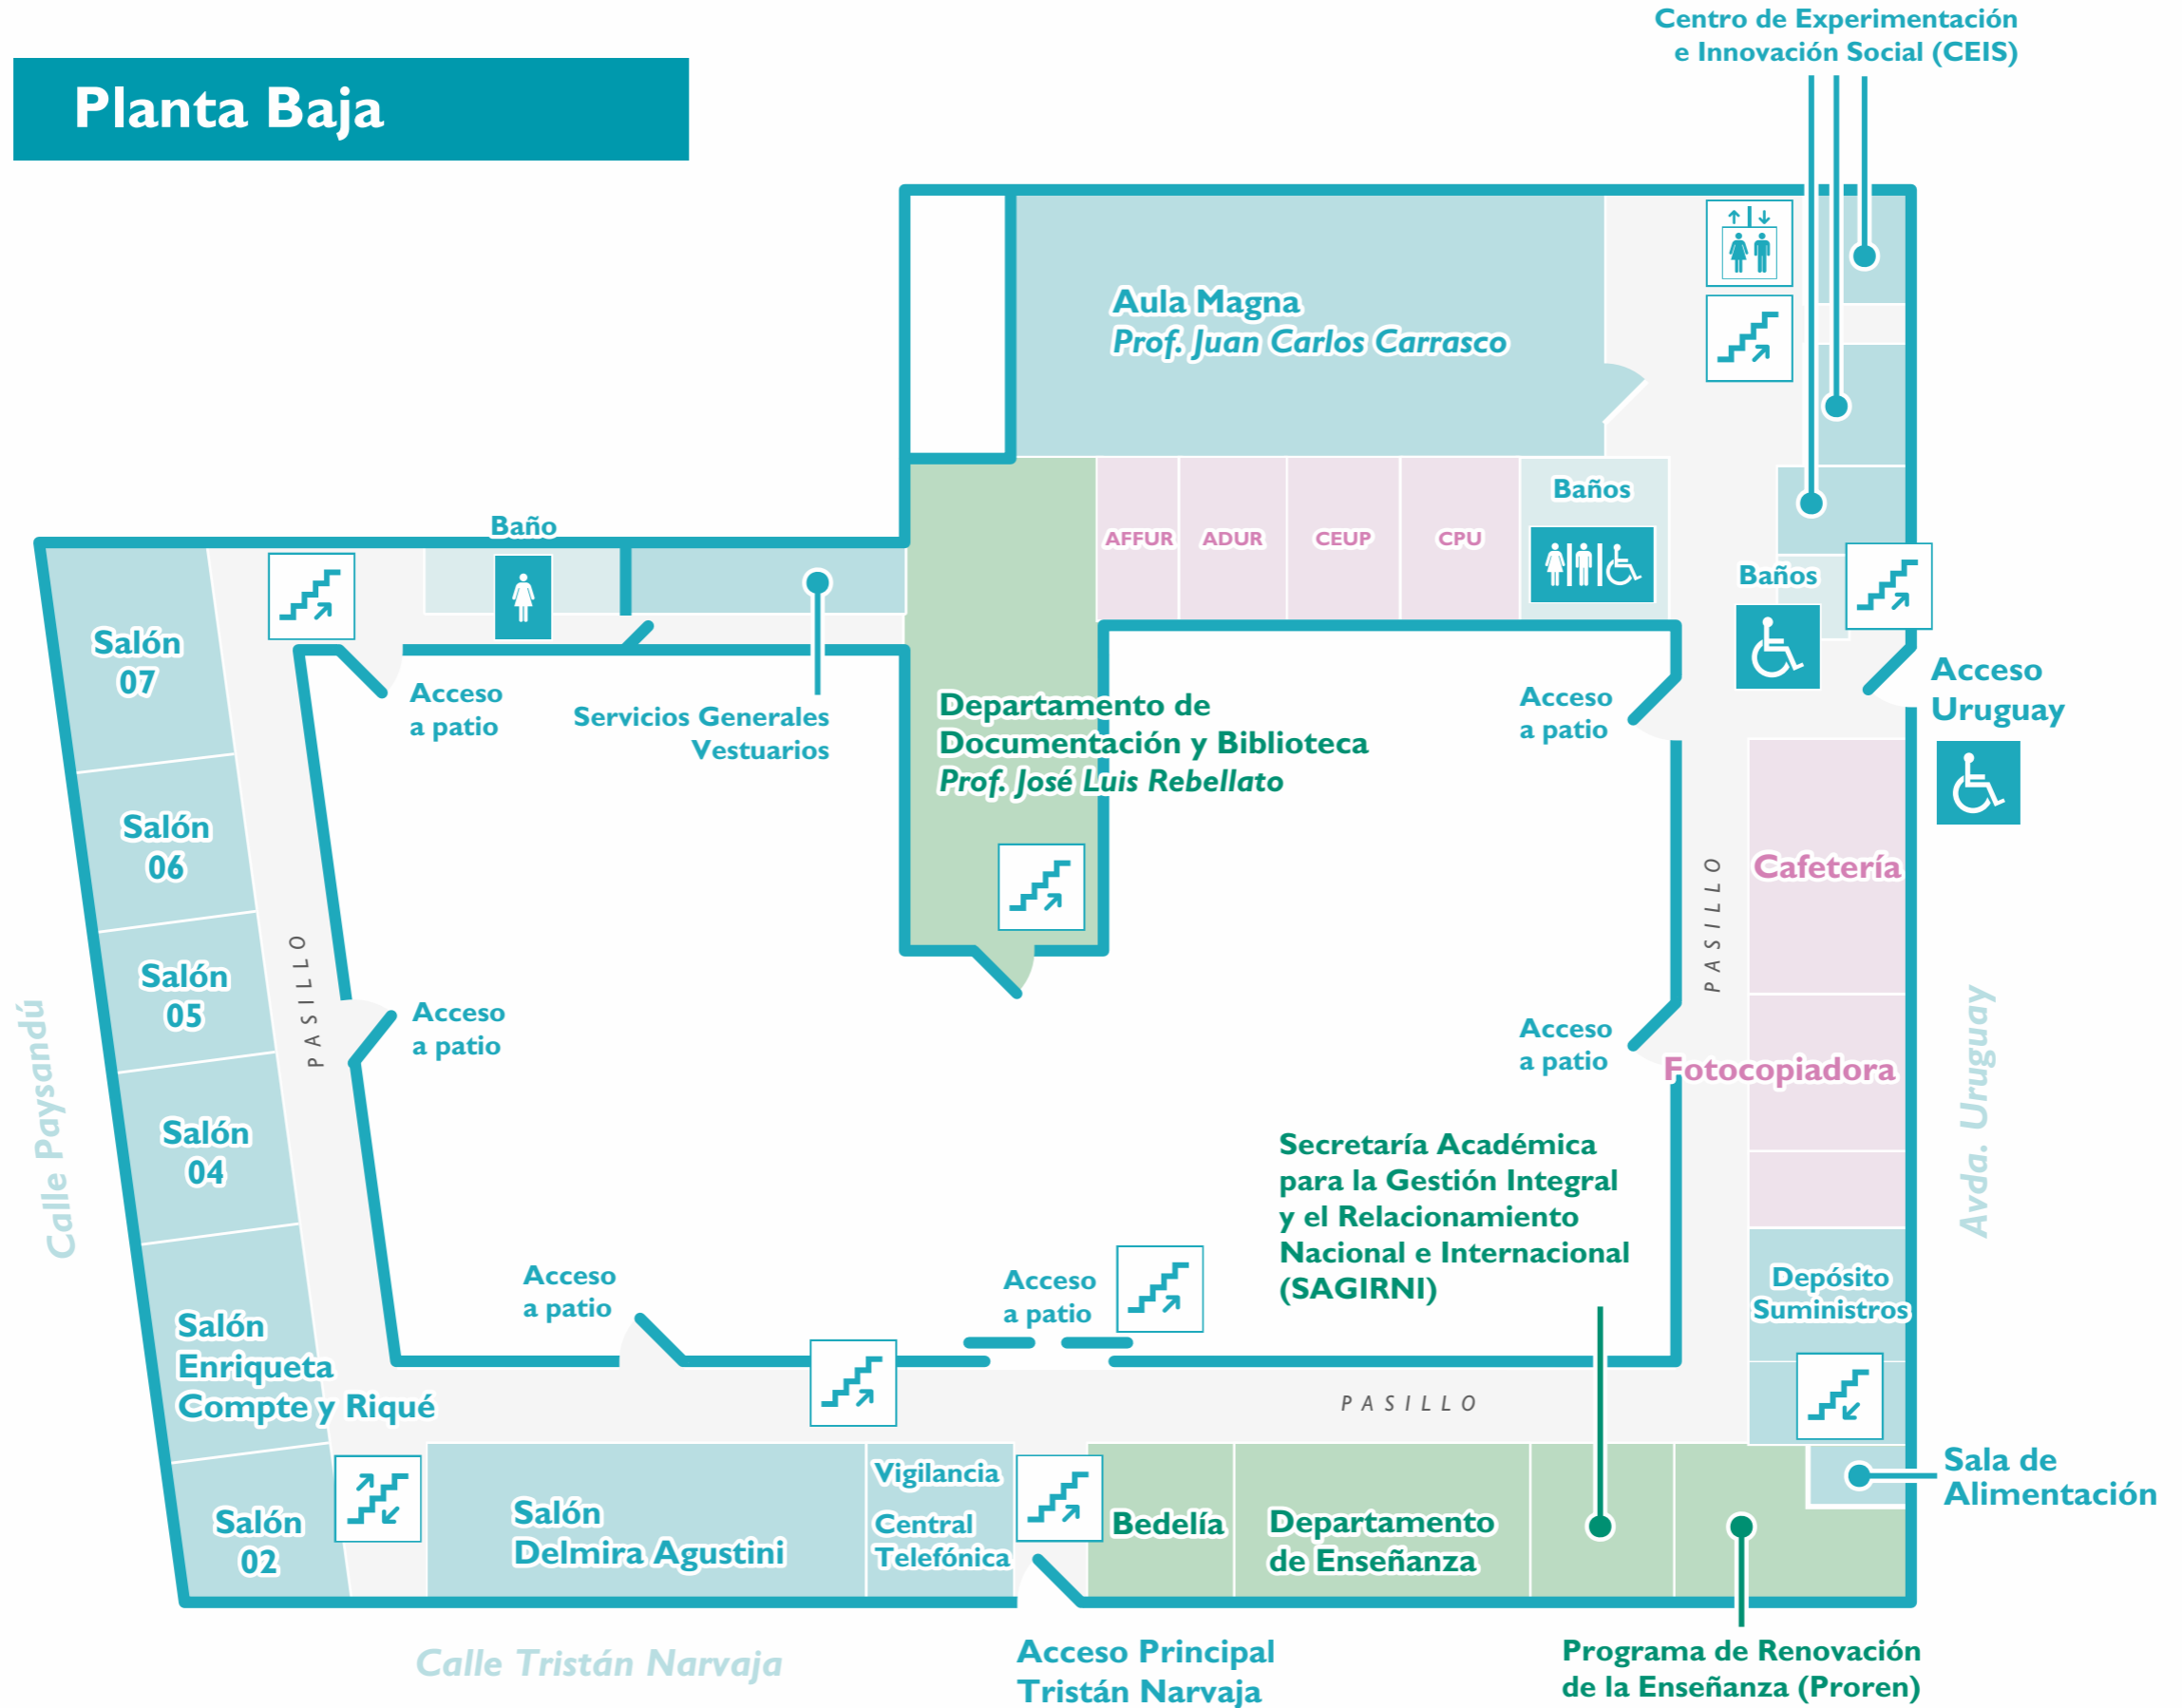 Centro de Experimentación
e Innovación Social (CEIS)
Planta Baja
Aula Magna
Prof. Juan Carlos Carrasco
Baños
AFFUR
ADUR
CEUP
CPU
Baño
Baños
Salón
07
Acceso
a patio
Servicios Generales
Vestuarios
Departamento de
Documentación y Biblioteca
Prof. José Luis Rebellato
Acceso
a patio
Acceso
Uruguay
Salón
06
Cafetería
PASILLO
PASILLO
Salón
05
Acceso
a patio
Acceso
a patio
Fotocopiadora
Calle Paysandú
Avda. Uruguay
Salón
04
Secretaría Académica
para la Gestión Integral
y el Relacionamiento
Nacional e Internacional
(SAGIRNI)
Acceso
a patio
Acceso
a patio
Depósito
Suministros
Salón
Enriqueta
Compte y Riqué
PASILLO
Sala de
Alimentación
Salón
02
Salón
Delmira Agustini
Vigilancia
Central
Telefónica
Bedelía
Departamento
de Enseñanza
Calle Tristán Narvaja
Acceso Principal
Tristán Narvaja
Programa de Renovación
de la Enseñanza (Proren)